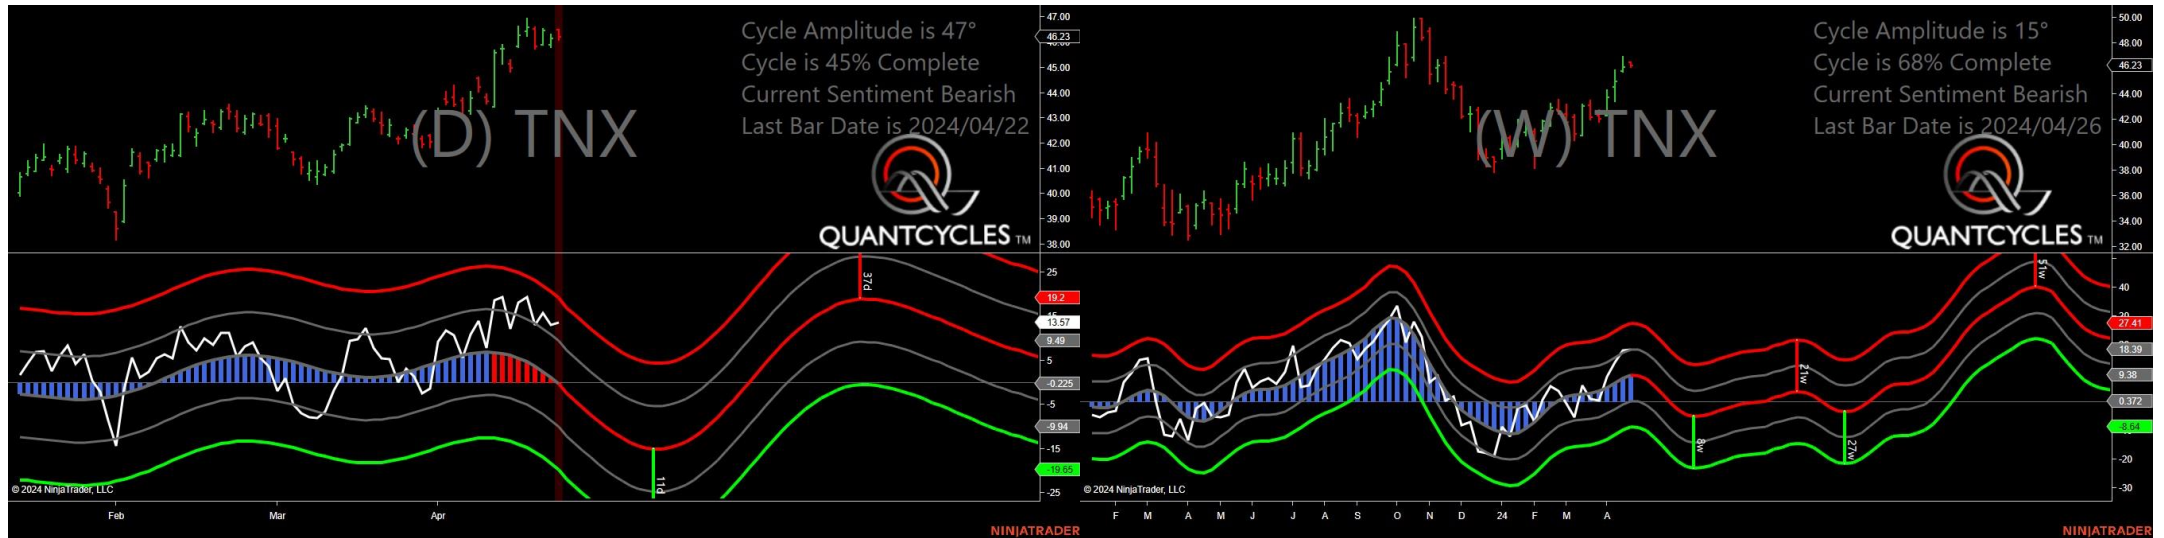 Cycle Amplitude is 47°
Cycle is 45% Complete
Current Sentiment Bearish
Last Bar Date is 2024/04/22
(D) TNX
QUANTCYCLES TM
47.00
46.23
45.00
44.00
43.00
42.00
41.00
40.00
39.00
38.00
25
19.2
13.57
9.49
5
-0.225
-5
-9.94
-15
-19.65
-25
37d
11d
© 2024 NinjaTrader, LLC
Feb Mar Apr
NINJATRADER
Cycle Amplitude is 15°
Cycle is 68% Complete
Current Sentiment Bearish
Last Bar Date is 2024/04/26
(W) TNX
QUANTCYCLES TM
50.00
48.00
46.23
44.00
42.00
40.00
38.00
36.00
34.00
32.00
40
27.41
18.39
9.38
0.372
-8.64
-20
-30
51w
21w
8w
27w
© 2024 NinjaTrader, LLC
F M A M J J A S O N D 24 F M A
NINJATRADER